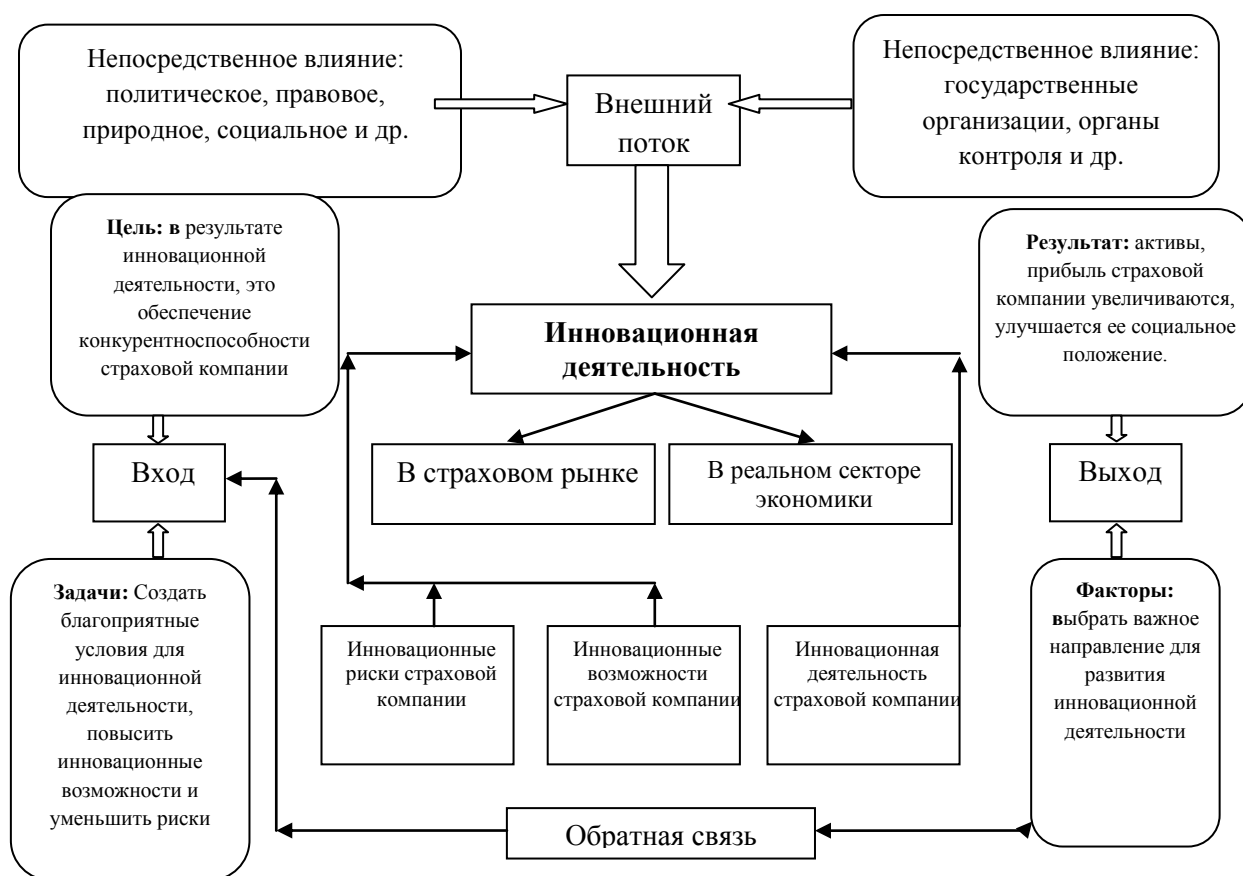 Непосредственное влияние:
политическое, правовое,
природное, социальное и др.
Внешний
поток
Непосредственное влияние:
государственные
организации, органы
контроля и др.
Цель: в результате
инновационной
деятельности, это
обеспечение
конкурентноспособности
страховой компании
Результат: активы,
прибыль страховой
компании увеличиваются,
улучшается ее социальное
положение.
Инновационная
деятельность
Вход
В страховом рынке
В реальном секторе
экономики
Выход
Задачи: Создать
благоприятные
условия для
инновационной
деятельности,
повысить
инновационные
возможности и
уменьшить риски
Инновационные
риски страховой
компании
Инновационные
возможности
страховой компании
Инновационная
деятельность
страховой компании
Факторы:
выбрать важное
направление для
развития
инновационной
деятельности
Обратная связь